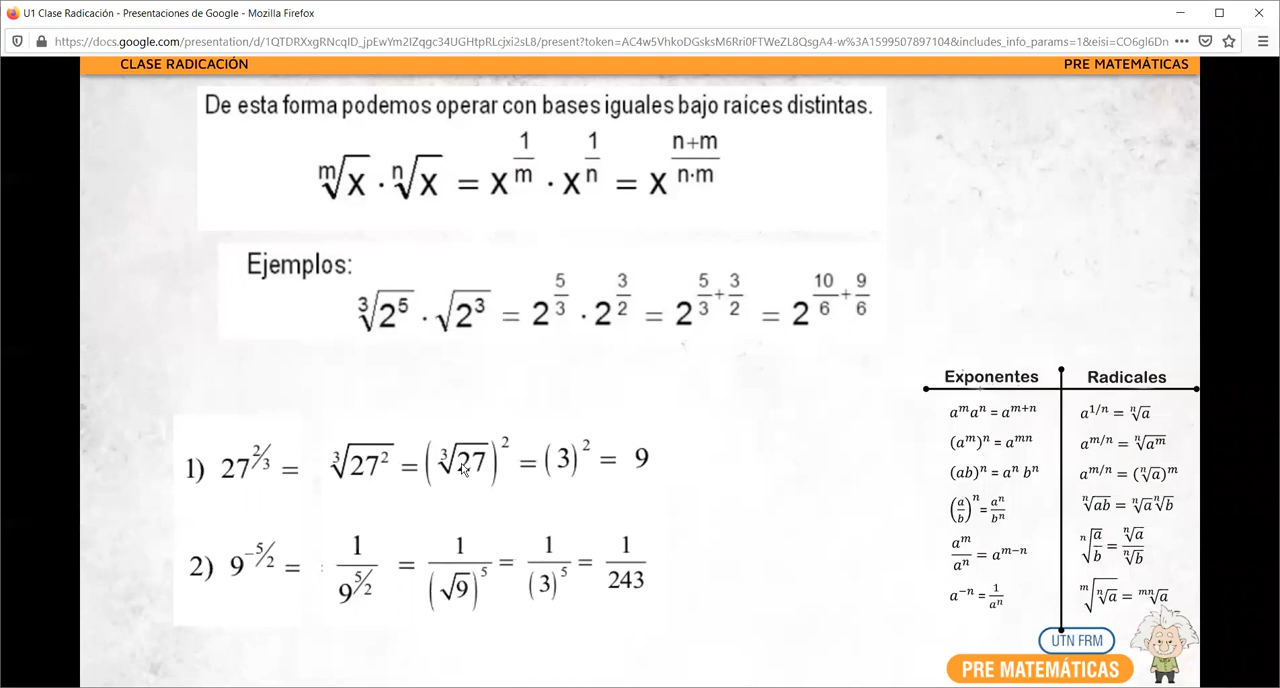 U1 Clase Radicación - Presentaciones de Google - Mozilla Firefox
https://docs.google.com/presentation/d/1QTDRXxgRNcqID_jpEwYm2IZqgc34UGHtpRLcjxi2sL8/present?token=AC4w5VhkoDGsksM6Rri0FTWeZL8QsgA4-w%3A1599507897104&includes_info_params=1&eisi=CO6gl6Dn
CLASE RADICACIÓN PRE MATEMÁTICAS
De esta forma podemos operar con bases iguales bajo raíces distintas.
ᵐ√x · ⁿ√x = x^(1/m) · x^(1/n) = x^((n+m)/(n·m))
Ejemplos:
³√(2⁵) · √(2³) = 2^(5/3) · 2^(3/2) = 2^(5/3 + 3/2) = 2^(10/6 + 9/6)
1) 27^(2/3) = ³√(27²) = (³√27)² = (3)² = 9
2) 9^(-5/2) = 1/9^(5/2) = 1/(√9)⁵ = 1/(3)⁵ = 1/243
Exponentes Radicales
aᵐaⁿ = aᵐ⁺ⁿ a^(1/n) = ⁿ√a
(aᵐ)ⁿ = aᵐⁿ a^(m/n) = ⁿ√(aᵐ)
(ab)ⁿ = aⁿ bⁿ a^(m/n) = (ⁿ√a)ᵐ
(a/b)ⁿ = aⁿ/bⁿ ⁿ√(ab) = ⁿ√a ⁿ√b
aᵐ/aⁿ = aᵐ⁻ⁿ ⁿ√(a/b) = ⁿ√a/ⁿ√b
a⁻ⁿ = 1/aⁿ ᵐ√(ⁿ√a) = ᵐⁿ√a
UTN FRM
PRE MATEMÁTICAS